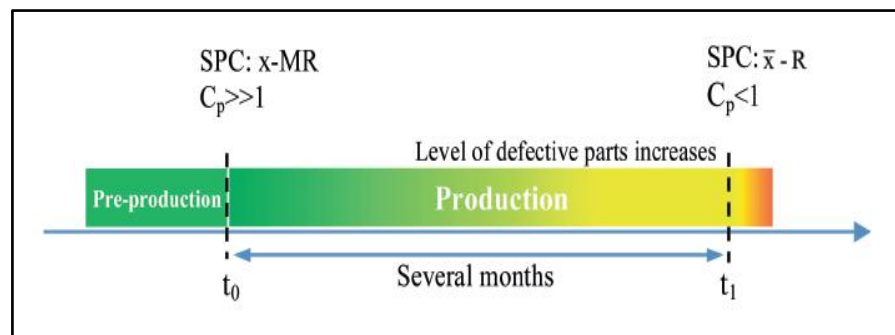 SPC: x-MR
Cp>>1
SPC: x̅ - R
Cp<1
Level of defective parts increases
Pre-production
Production
Several months
t0
t1